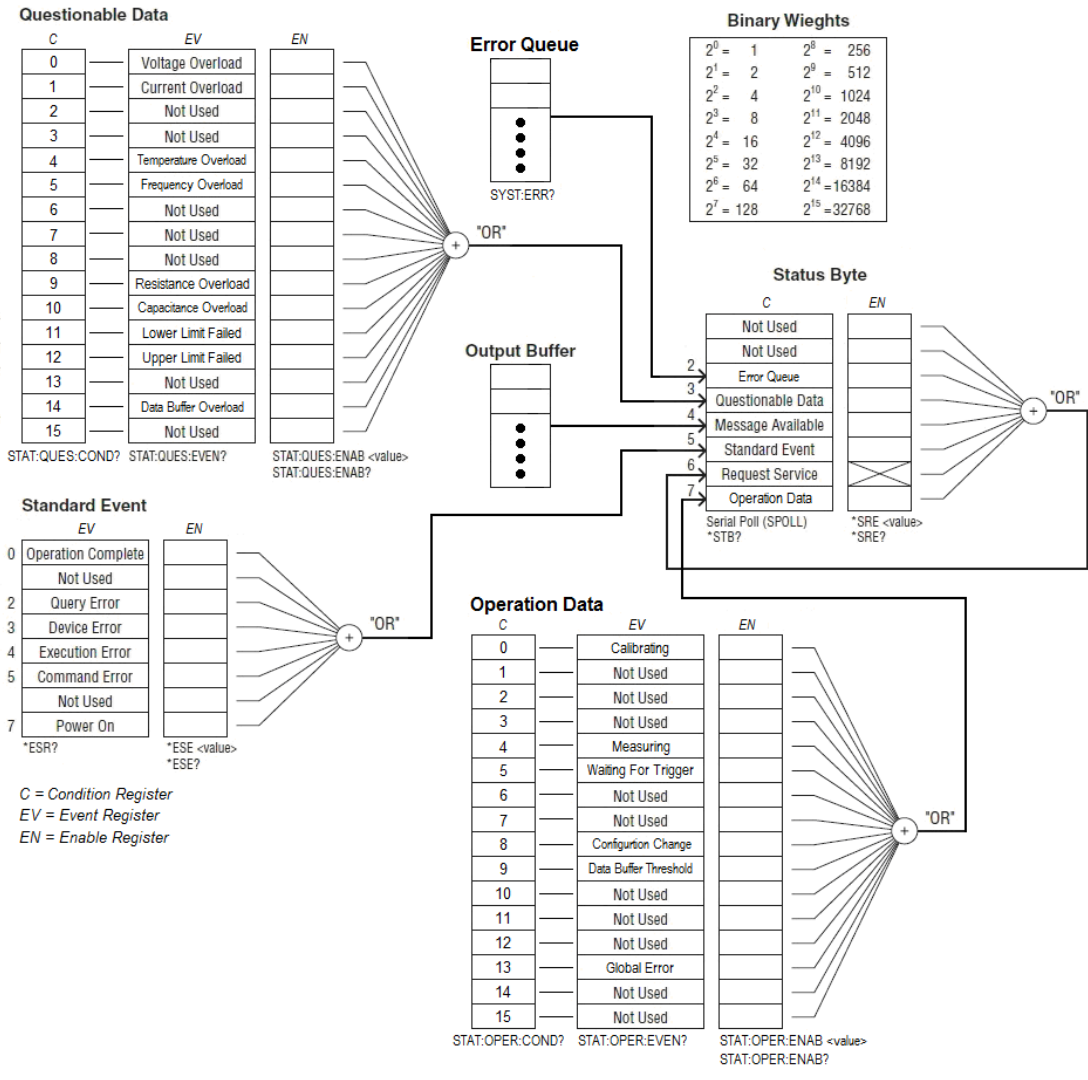 Questionable Data
C EV EN
0 Voltage Overload
1 Current Overload
2 Not Used
3 Not Used
4 Temperature Overload
5 Frequency Overload
6 Not Used
7 Not Used
8 Not Used
9 Resistance Overload
10 Capacitance Overload
11 Lower Limit Failed
12 Upper Limit Failed
13 Not Used
14 Data Buffer Overload
15 Not Used
STAT:QUES:COND? STAT:QUES:EVEN? STAT:QUES:ENAB <value>
STAT:QUES:ENAB?
+
"OR"
Error Queue
SYST:ERR?
Binary Wieghts
2⁰ = 1 2⁸ = 256
2¹ = 2 2⁹ = 512
2² = 4 2¹⁰ = 1024
2³ = 8 2¹¹ = 2048
2⁴ = 16 2¹² = 4096
2⁵ = 32 2¹³ = 8192
2⁶ = 64 2¹⁴ =16384
2⁷ = 128 2¹⁵ =32768
Output Buffer
Status Byte
C EN
Not Used
Not Used
2 Error Queue
3 Questionable Data
4 Message Available
5 Standard Event
6 Request Service
7 Operation Data
Serial Poll (SPOLL) *SRE <value>
*STB? *SRE?
+
"OR"
Standard Event
EV EN
0 Operation Complete
Not Used
2 Query Error
3 Device Error
4 Execution Error
5 Command Error
Not Used
7 Power On
*ESR? *ESE <value>
*ESE?
+
"OR"
C = Condition Register
EV = Event Register
EN = Enable Register
Operation Data
C EV EN
0 Calibrating
1 Not Used
2 Not Used
3 Not Used
4 Measuring
5 Waiting For Trigger
6 Not Used
7 Not Used
8 Configurtion Change
9 Data Buffer Threshold
10 Not Used
11 Not Used
12 Not Used
13 Global Error
14 Not Used
15 Not Used
STAT:OPER:COND? STAT:OPER:EVEN? STAT:OPER:ENAB <value>
STAT:OPER:ENAB?
+
"OR"